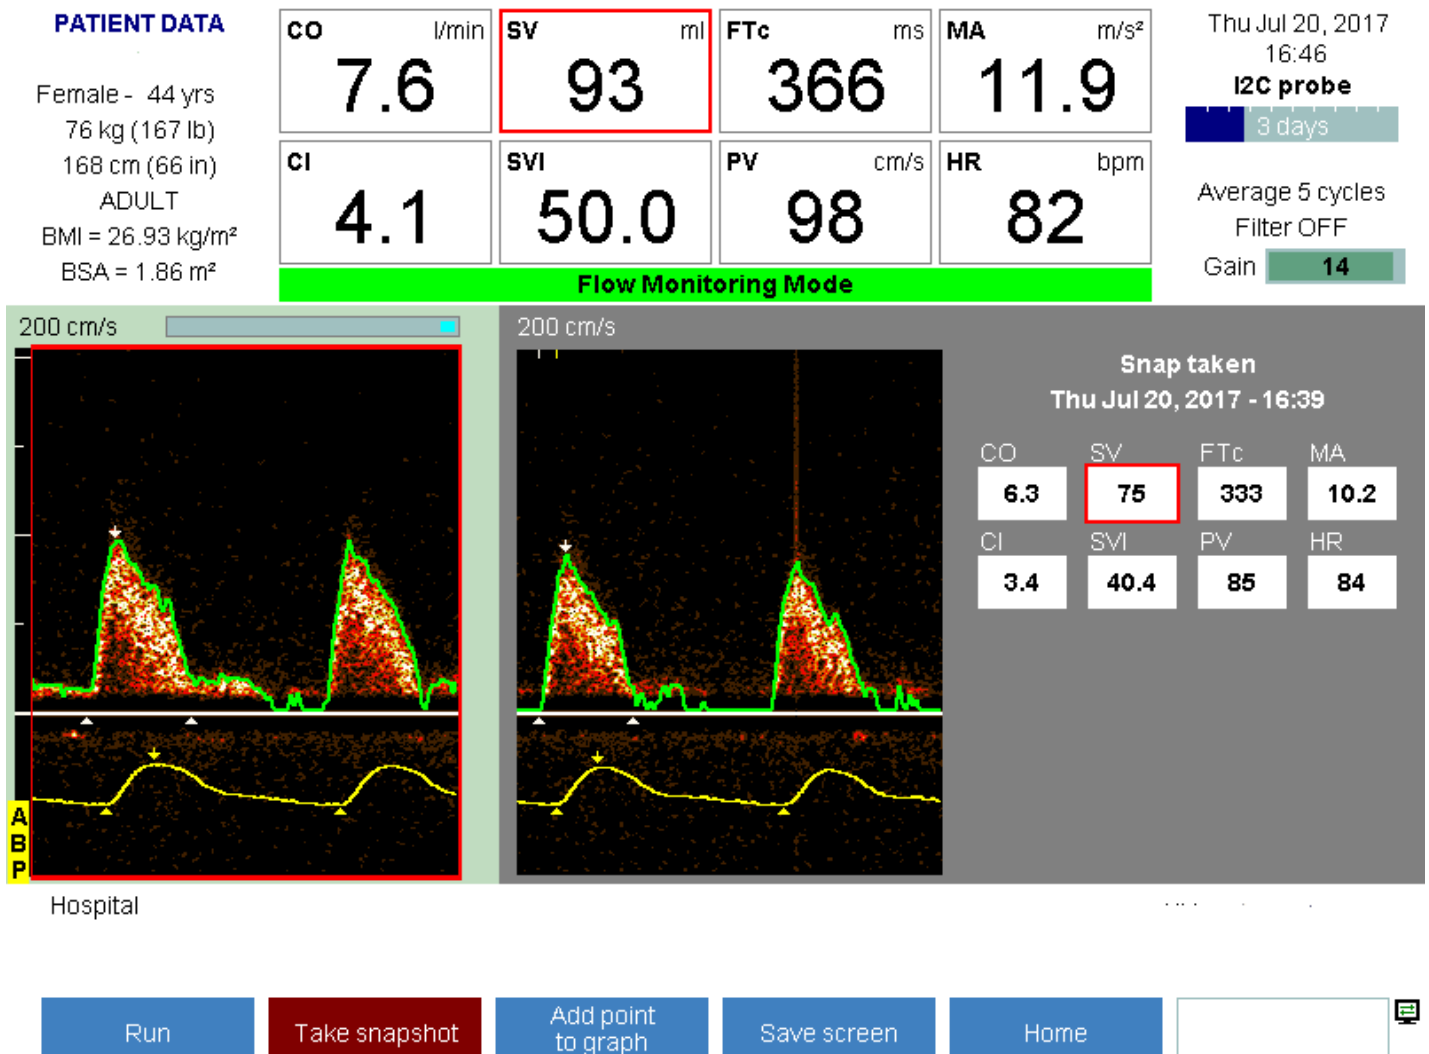 PATIENT DATA
Female - 44 yrs
76 kg (167 lb)
168 cm (66 in)
ADULT
BMI = 26.93 kg/m²
BSA = 1.86 m²
CO l/min
7.6
SV ml
93
FTc ms
366
MA m/s²
11.9
CI
4.1
SVI
50.0
PV cm/s
98
HR bpm
82
Flow Monitoring Mode
Thu Jul 20, 2017
16:46
I2C probe
3 days
Average 5 cycles
Filter OFF
Gain 14
200 cm/s
ABP
200 cm/s
Snap taken
Thu Jul 20, 2017 - 16:39
CO SV FTc MA
6.3 75 333 10.2
CI SVI PV HR
3.4 40.4 85 84
Hospital
Run
Take snapshot
Add point
to graph
Save screen
Home